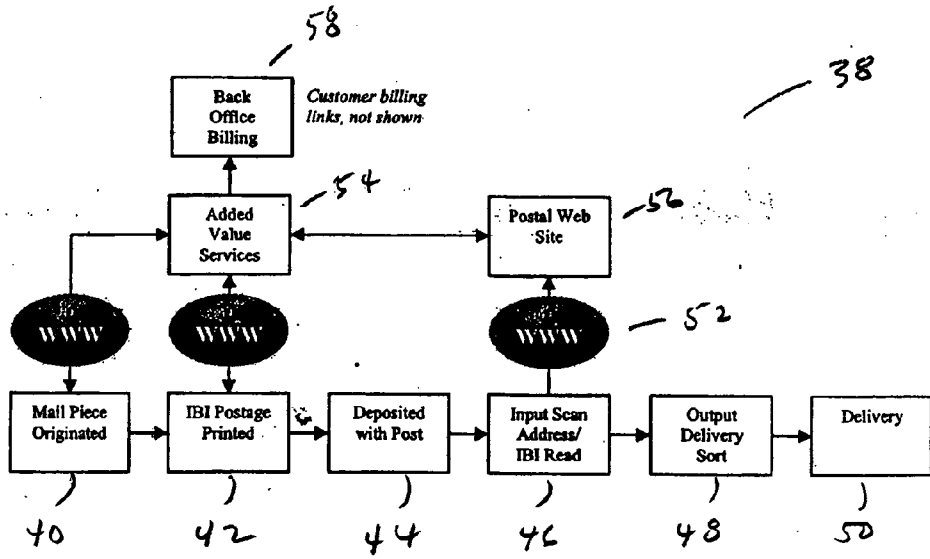 58
38
Back
Office
Billing
Customer billing
links, not shown
54
56
Added
Value
Services
Postal Web
Site
52
WWW
WWW
WWW
Mail Piece
Originated
IBI Postage
Printed
Deposited
with Post
Input Scan
Address/
IBI Read
Output
Delivery
Sort
Delivery
40
42
44
46
48
50